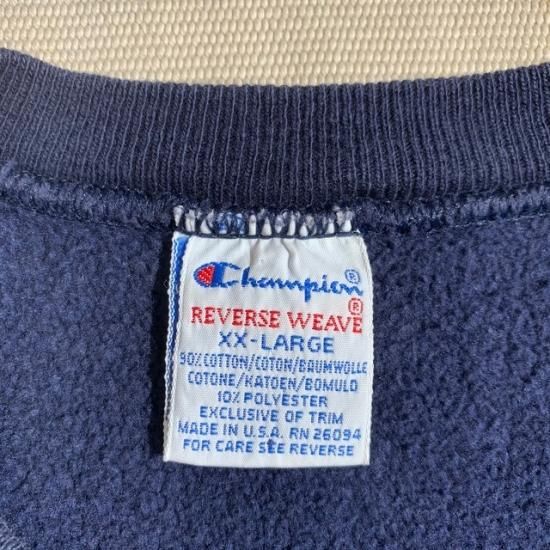 Champion®
REVERSE WEAVE®
XX-LARGE
90% COTTON/COTON/BAUMWOLLE
COTONE/KATOEN/BOMULD
10% POLYESTER
EXCLUSIVE OF TRIM
MADE IN U.S.A. RN 26094
FOR CARE SEE REVERSE